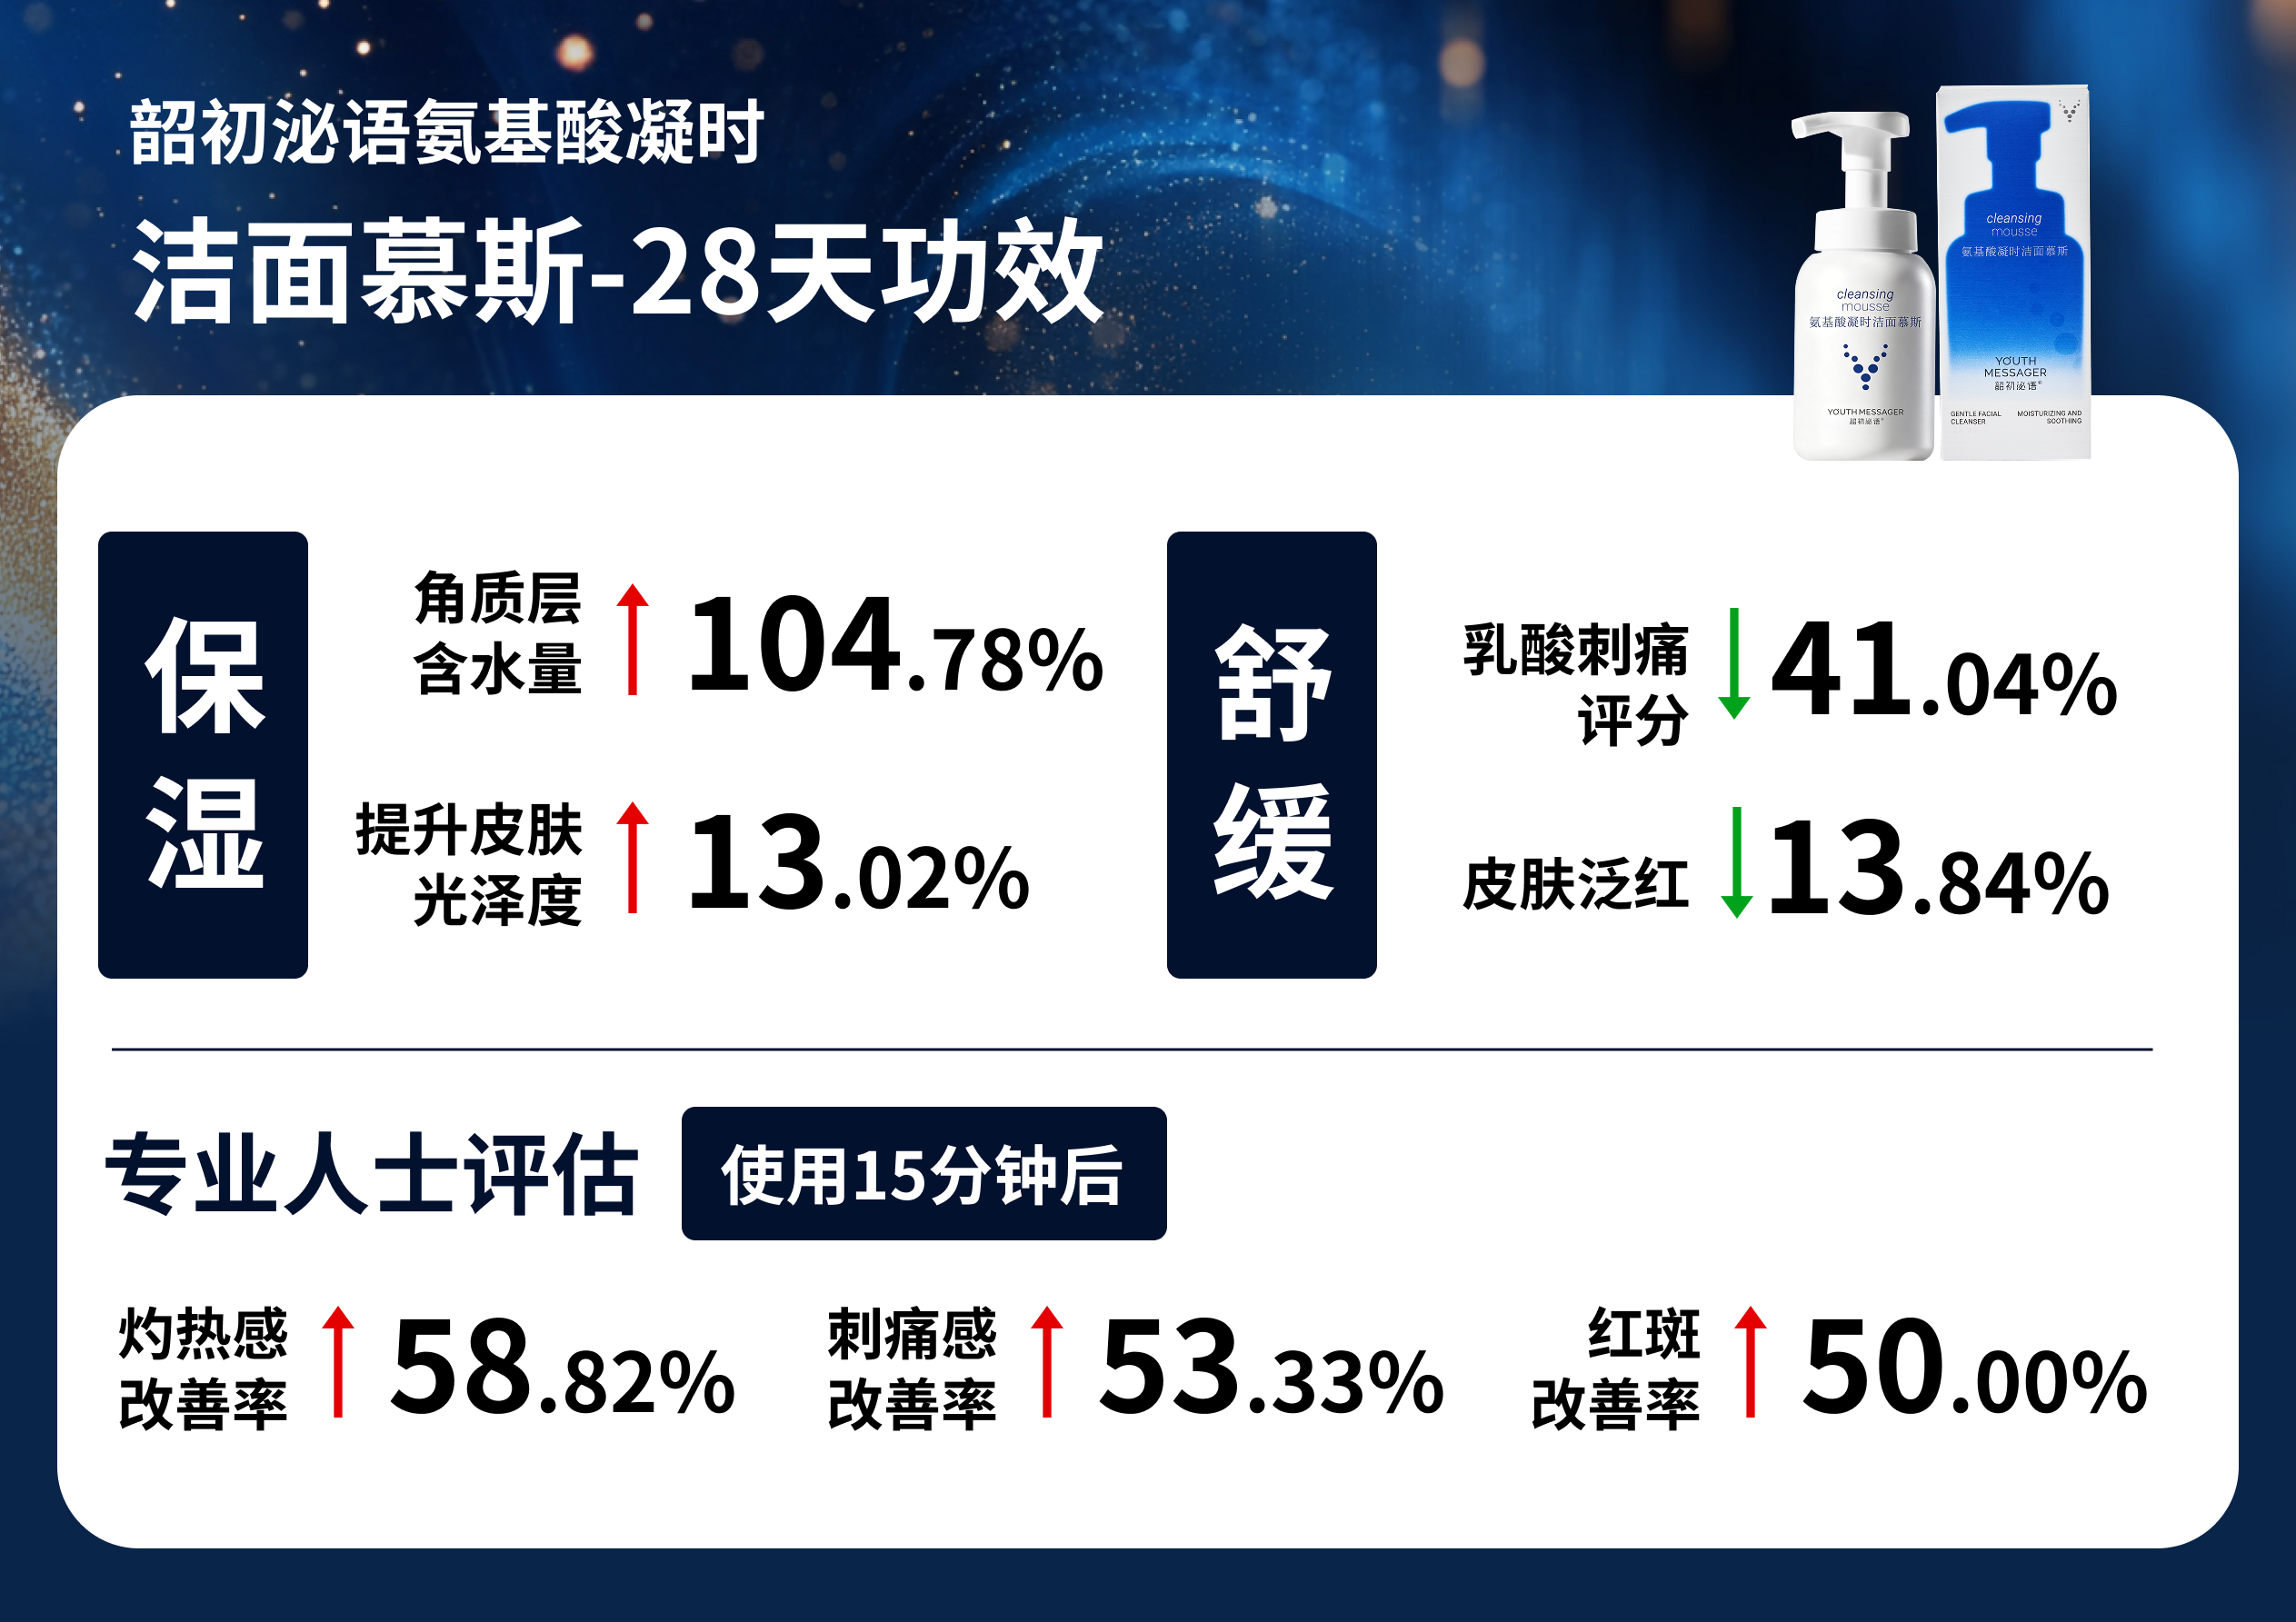 韶初泌语氨基酸凝时
洁面慕斯-28天功效
cleansing
mousse
氨基酸凝时洁面慕斯
YOUTH MESSAGER
韶初泌语®
cleansing
mousse
氨基酸凝时洁面慕斯
YOUTH
MESSAGER
韶初泌语®
GENTLE FACIAL
CLEANSER
MOISTURIZING AND
SOOTHING
保
湿
角质层
含水量
104.78%
提升皮肤
光泽度
13.02%
舒
缓
乳酸刺痛
评分
41.04%
皮肤泛红
13.84%
专业人士评估
使用15分钟后
灼热感
改善率
58.82%
刺痛感
改善率
53.33%
红斑
改善率
50.00%